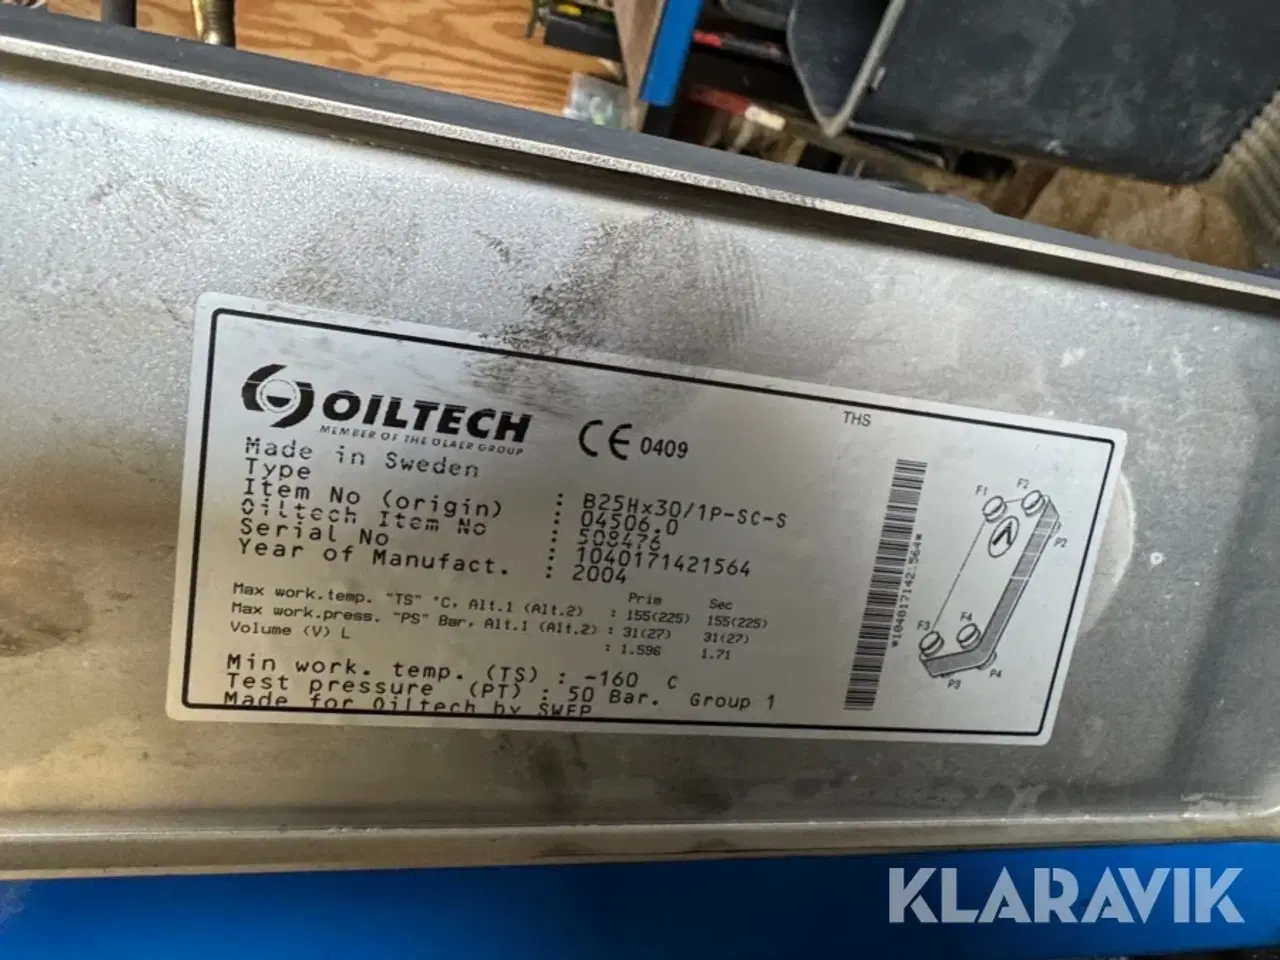 KLARAVIK
OILTECH
MEMBER OF THE OLAER GROUP
CE 0409
THS
Made in Sweden
Type : B25Hx30/1P-SC-S
Item No (origin) : 04506.0
Oiltech Item No : 508476
Serial No : 1040171421564
Year of Manufact. : 2004
Prim Sec
Max work.temp. "TS" °C, Alt.1 (Alt.2) : 155(225) 155(225)
Max work.press. "PS" Bar, Alt.1 (Alt.2) : 31(27) 31(27)
Volume (V) L : 1.596 1.71
Min work. temp. (TS) : -160 C
Test pressure (PT) : 50 Bar. Group 1
Made for Oiltech by SWEP
F1 F2
P2
F3 F4
P3 P4
KLARAVIK